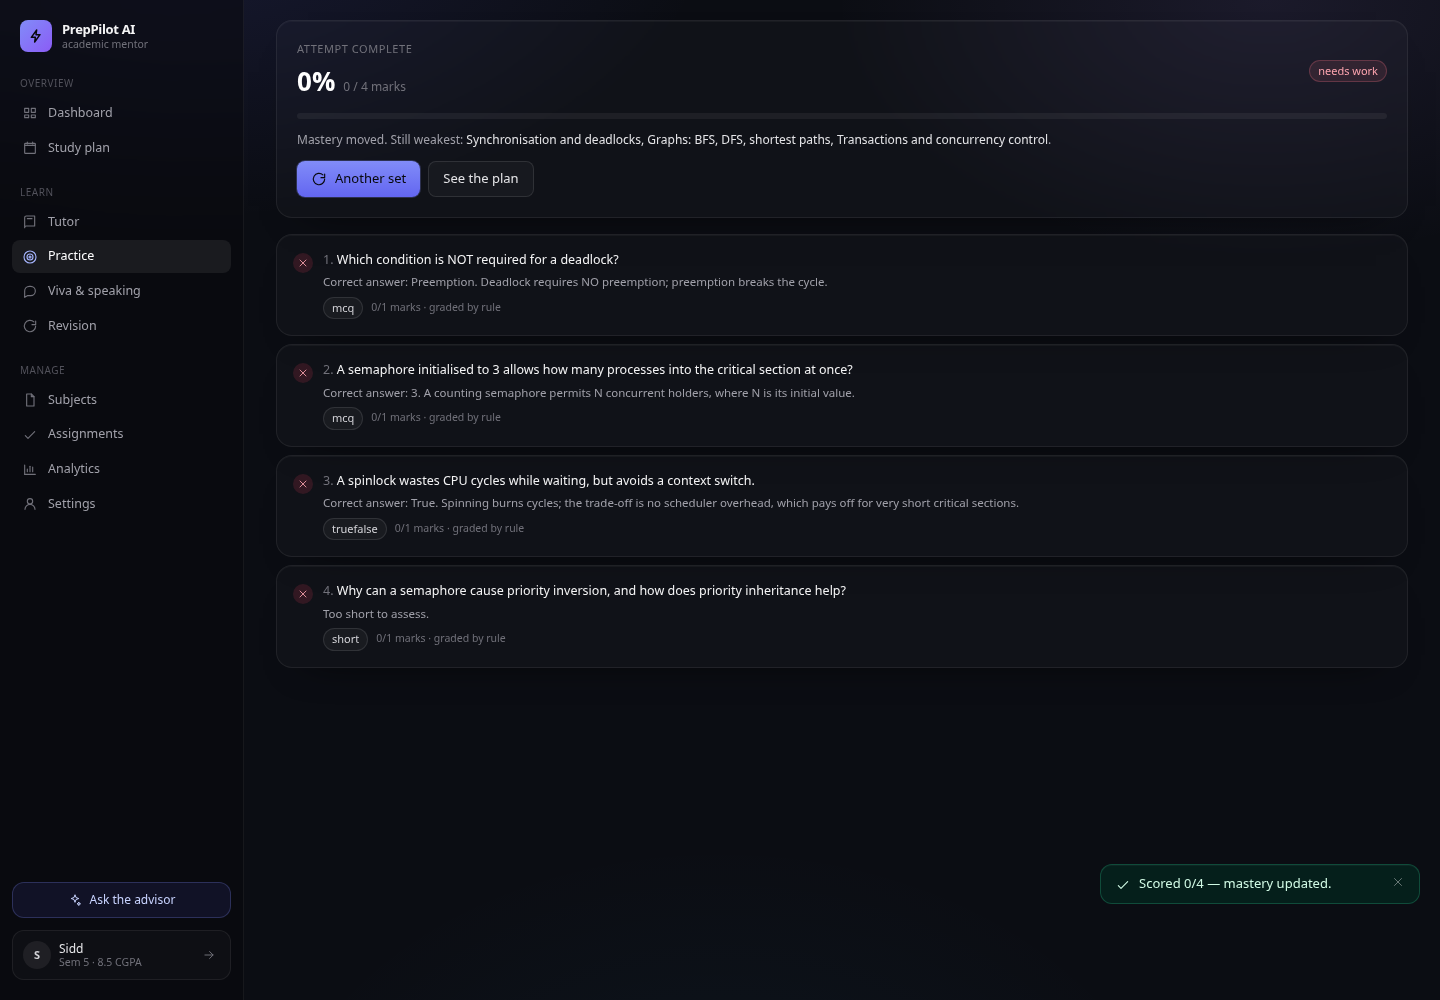 PrepPilot AI
academic mentor
OVERVIEW
Dashboard
Study plan
LEARN
Tutor
Practice
Viva & speaking
Revision
MANAGE
Subjects
Assignments
Analytics
Settings
Ask the advisor
S
Sidd
Sem 5 · 8.5 CGPA
ATTEMPT COMPLETE
0% 0 / 4 marks
needs work
Mastery moved. Still weakest: Synchronisation and deadlocks, Graphs: BFS, DFS, shortest paths, Transactions and concurrency control.
Another set
See the plan
1. Which condition is NOT required for a deadlock?
Correct answer: Preemption. Deadlock requires NO preemption; preemption breaks the cycle.
mcq 0/1 marks · graded by rule
2. A semaphore initialised to 3 allows how many processes into the critical section at once?
Correct answer: 3. A counting semaphore permits N concurrent holders, where N is its initial value.
mcq 0/1 marks · graded by rule
3. A spinlock wastes CPU cycles while waiting, but avoids a context switch.
Correct answer: True. Spinning burns cycles; the trade-off is no scheduler overhead, which pays off for very short critical sections.
truefalse 0/1 marks · graded by rule
4. Why can a semaphore cause priority inversion, and how does priority inheritance help?
Too short to assess.
short 0/1 marks · graded by rule
Scored 0/4 — mastery updated.